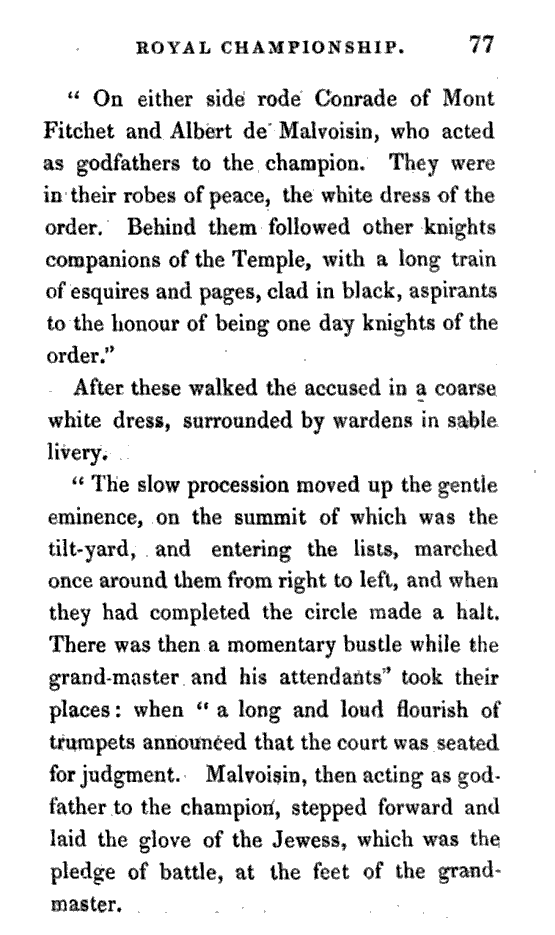 ROYAL CHAMPIONSHIP. 77
“ On either side rode Conrade of Mont
Fitchet and Albert de Malvoisin, who acted
as godfathers to the champion. They were
in their robes of peace, the white dress of the
order. Behind them followed other knights
companions of the Temple, with a long train
of esquires and pages, clad in black, aspirants
to the honour of being one day knights of the
order.”
After these walked the accused in a coarse
white dress, surrounded by wardens in sable
livery.
“ The slow procession moved up the gentle
eminence, on the summit of which was the
tilt-yard, and entering the lists, marched
once around them from right to left, and when
they had completed the circle made a halt.
There was then a momentary bustle while the
grand-master and his attendants” took their
places: when “ a long and loud flourish of
trumpets announced that the court was seated
for judgment. Malvoisin, then acting as god-
father to the champion, stepped forward and
laid the glove of the Jewess, which was the
pledge of battle, at the feet of the grand-
master.